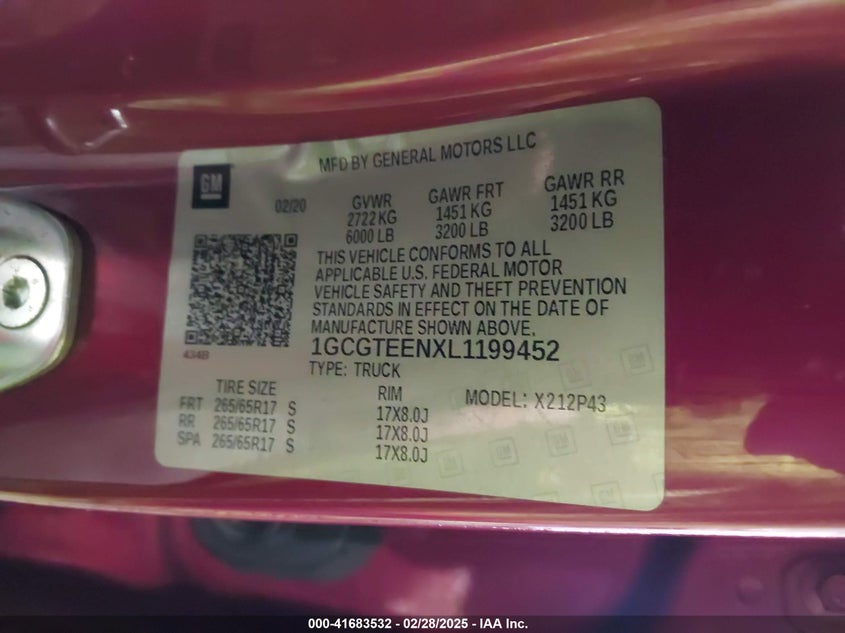 MFD BY GENERAL MOTORS LLC
GM
02/20
GVWR
2722 KG
6000 LB
GAWR FRT
1451 KG
3200 LB
GAWR RR
1451 KG
3200 LB
THIS VEHICLE CONFORMS TO ALL
APPLICABLE U.S. FEDERAL MOTOR
VEHICLE SAFETY AND THEFT PREVENTION
STANDARDS IN EFFECT ON THE DATE OF
MANUFACTURE SHOWN ABOVE.
434B
1GCGTEENXL1199452
TYPE: TRUCK
TIRE SIZE
RIM
MODEL: X212P43
FRT 265/65R17 S 17X8.0J
RR 265/65R17 S 17X8.0J
SPA 265/65R17 S 17X8.0J
000-41683532 - 02/28/2025 - IAA Inc.